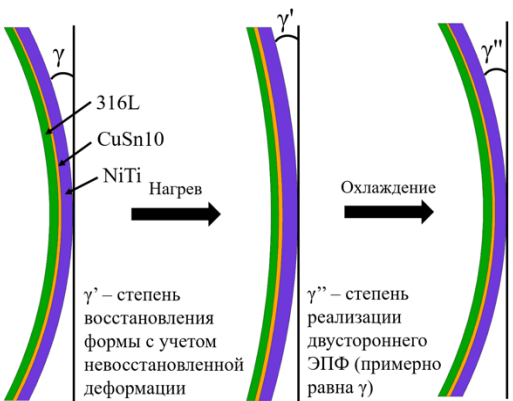 γ
γ'
γ''
316L
CuSn10
NiTi
Нагрев
Охлаждение
γ’ – степень
восстановления
формы с учетом
невосстановленной
деформации
γ’’ – степень
реализации
двустороннего
ЭПФ (примерно
равна γ)